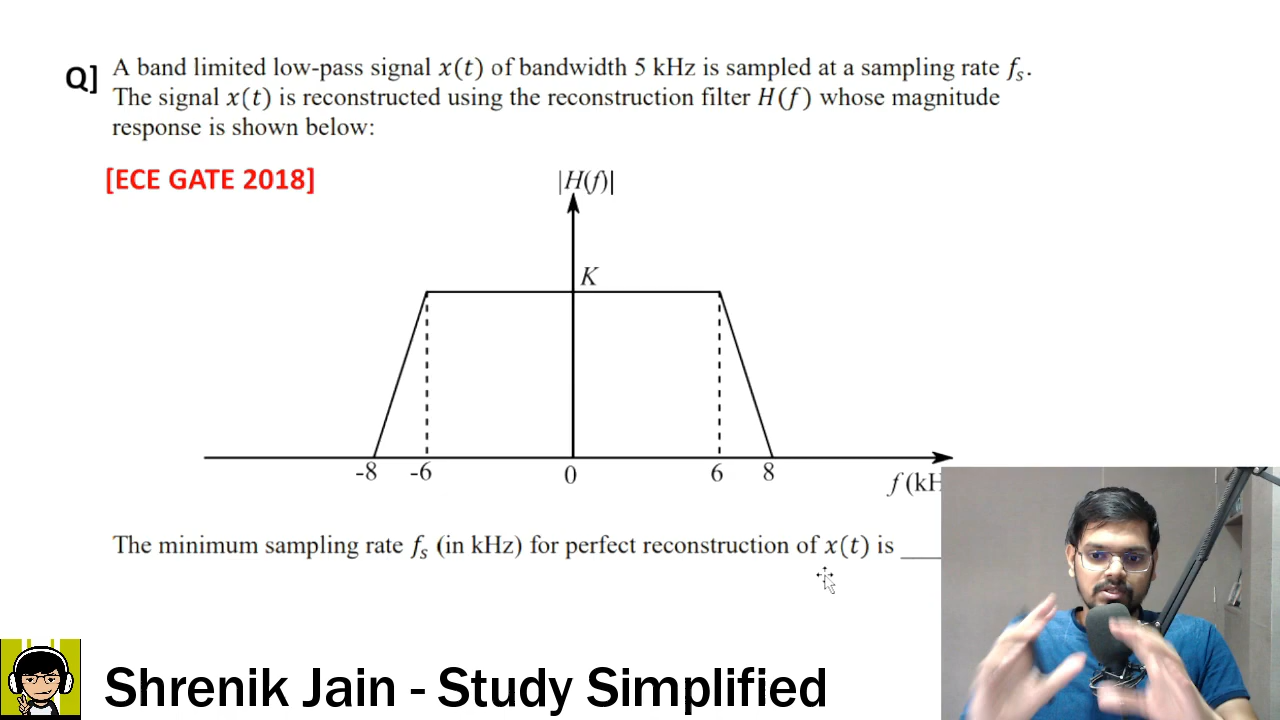 Q] A band limited low-pass signal x(t) of bandwidth 5 kHz is sampled at a sampling rate fₛ.
The signal x(t) is reconstructed using the reconstruction filter H(f) whose magnitude
response is shown below:
[ECE GATE 2018]
|H(f)|
K
-8 -6 0 6 8
f (kH
The minimum sampling rate fₛ (in kHz) for perfect reconstruction of x(t) is ____
Shrenik Jain - Study Simplified